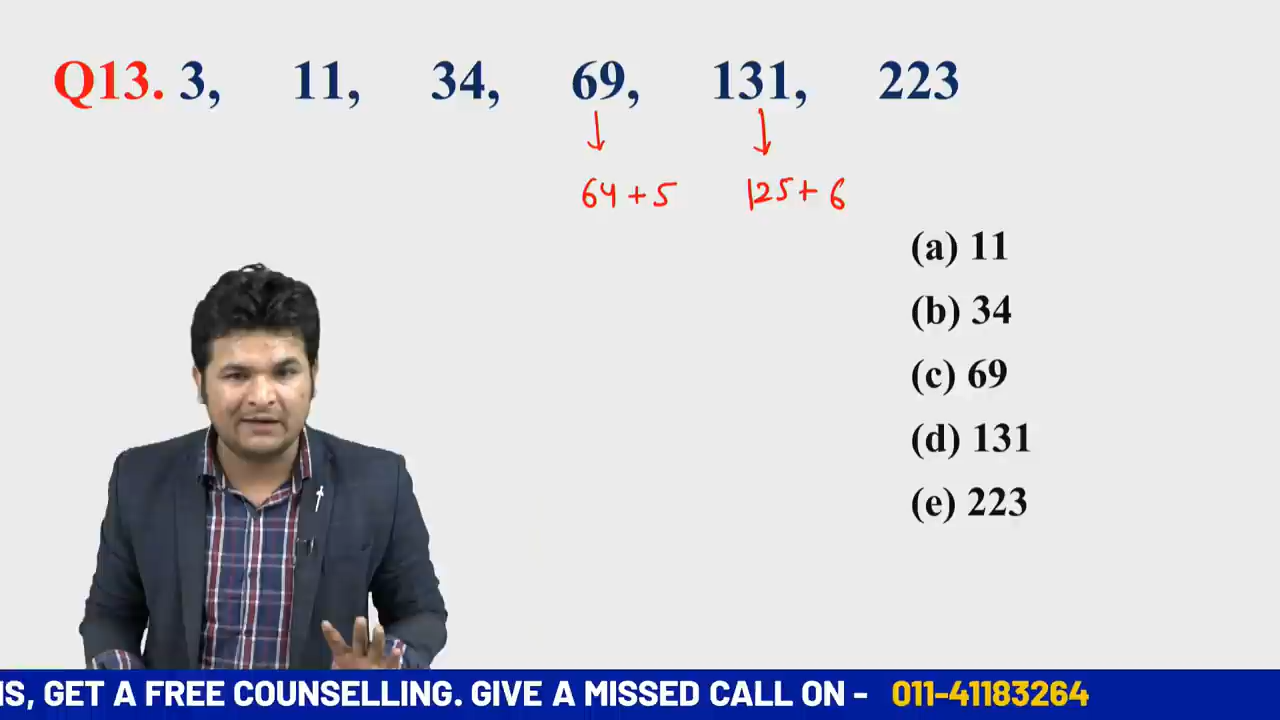 Q13. 3, 11, 34, 69, 131, 223
64 + 5 125 + 6
(a) 11
(b) 34
(c) 69
(d) 131
(e) 223
IS, GET A FREE COUNSELLING. GIVE A MISSED CALL ON - 011-41183264